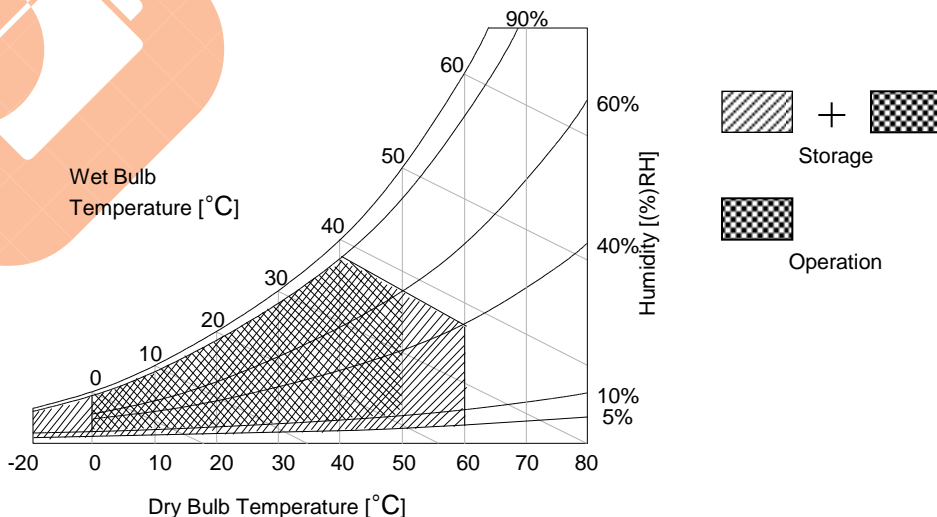 90%
60
60%
50
Wet Bulb
Temperature [°C]
40
40%
30
20
10
0
10%
5%
Humidity [(%)RH]
-20 0 10 20 30 40 50 60 70 80
Dry Bulb Temperature [°C]
+
Storage
Operation